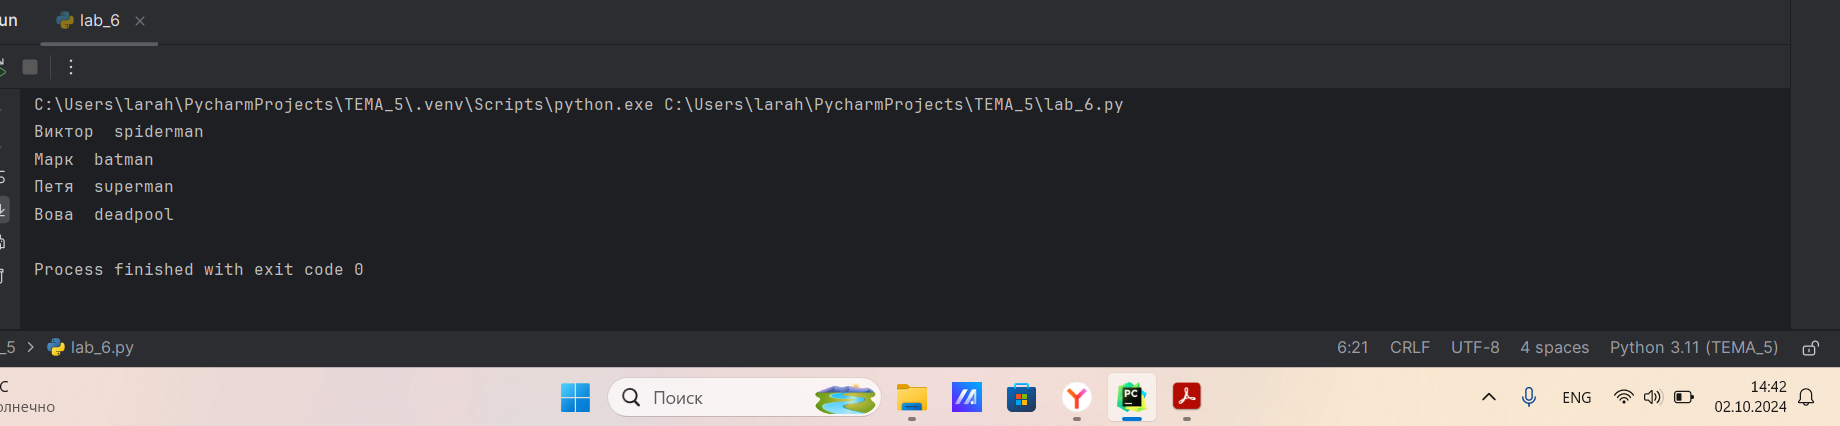 un lab_6
C:\Users\larah\PycharmProjects\TEMA_5\.venv\Scripts\python.exe C:\Users\larah\PycharmProjects\TEMA_5\lab_6.py
Виктор  spiderman
Марк  batman
Петя  superman
Вова  deadpool
Process finished with exit code 0
_5 > lab_6.py 6:21 CRLF UTF-8 4 spaces Python 3.11 (TEMA_5)
C
олнечно
Поиск
PC
ENG
14:42
02.10.2024